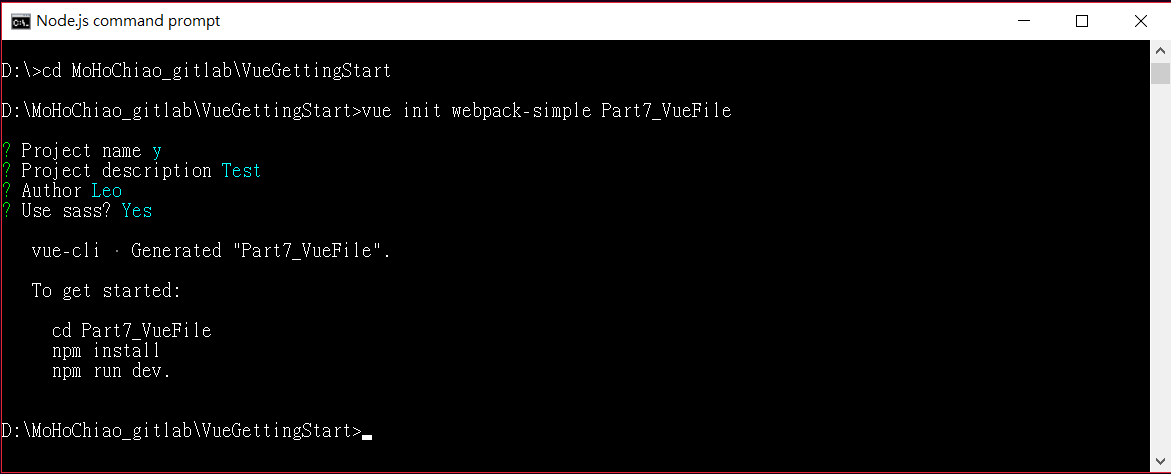 Node.js command prompt
D:\>cd MoHoChiao_gitlab\VueGettingStart
D:\MoHoChiao_gitlab\VueGettingStart>vue init webpack-simple Part7_VueFile
? Project name y
? Project description Test
? Author Leo
? Use sass? Yes
vue-cli · Generated "Part7_VueFile".
To get started:
cd Part7_VueFile
npm install
npm run dev.
D:\MoHoChiao_gitlab\VueGettingStart>